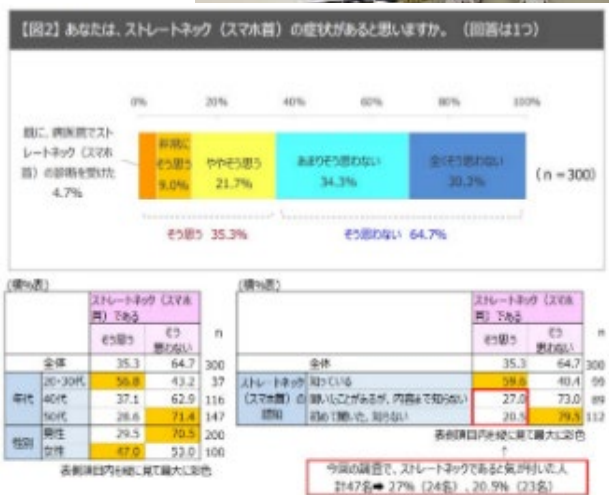 【図2】あなたは、ストレートネック（スマホ首）の症状があると思いますか。（回答は1つ）
0% 20% 40% 60% 80% 100%
既に、病医院でスト
レートネック（スマホ
首）の診断を受けた
4.7%
非常に
そう思う
9.0%
ややそう思う
21.7%
あまりそう思わない
34.3%
全くそう思わない
30.3%
（n＝300）
そう思う 35.3%
そう思わない 64.7%
(横%表)
ストレートネック（スマホ
首）である
そう思う そう
思わない n
全体 35.3 64.7 300
年代 20・30代 56.8 43.2 37
40代 37.1 62.9 116
50代 28.6 71.4 147
性別 男性 29.5 70.5 200
女性 47.0 53.0 100
表側項目内を縦に見て最大に彩色
(横%表)
ストレートネック（スマホ
首）である
そう思う そう
思わない n
全体 35.3 64.7 300
ストレートネック
（スマホ首）の
認知
知っている 59.6 40.4 99
聞いたことがあるが、内容まで知らない 27.0 73.0 89
初めて聞いた、知らない 20.5 79.5 112
表側項目内を縦に見て最大に彩色
↑
今回の調査で、ストレートネックであると気が付いた人
計47名➡27%（24名）、20.9%（23名）